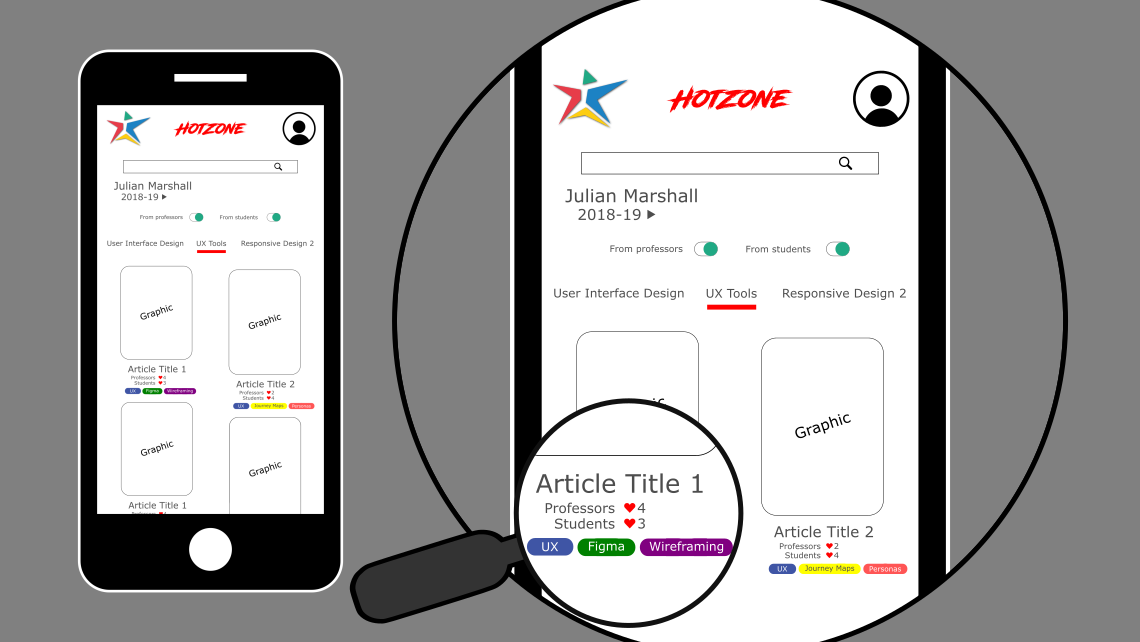 HOTZONE
Julian Marshall
2018-19
From professors From students
User Interface Design UX Tools Responsive Design 2
Graphic
Graphic
Article Title 1
Professors 4
Students 3
UX Figma Wireframing
Article Title 2
Professors 2
Students 4
UX Journey Maps Personas
Graphic
Graphic
Article Title 1
HOTZONE
Julian Marshall
2018-19
From professors From students
User Interface Design UX Tools Responsive Design 2
Graphic
Article Title 1
Professors 4
Students 3
UX Figma Wireframing
Article Title 2
Professors 2
Students 4
UX Journey Maps Personas